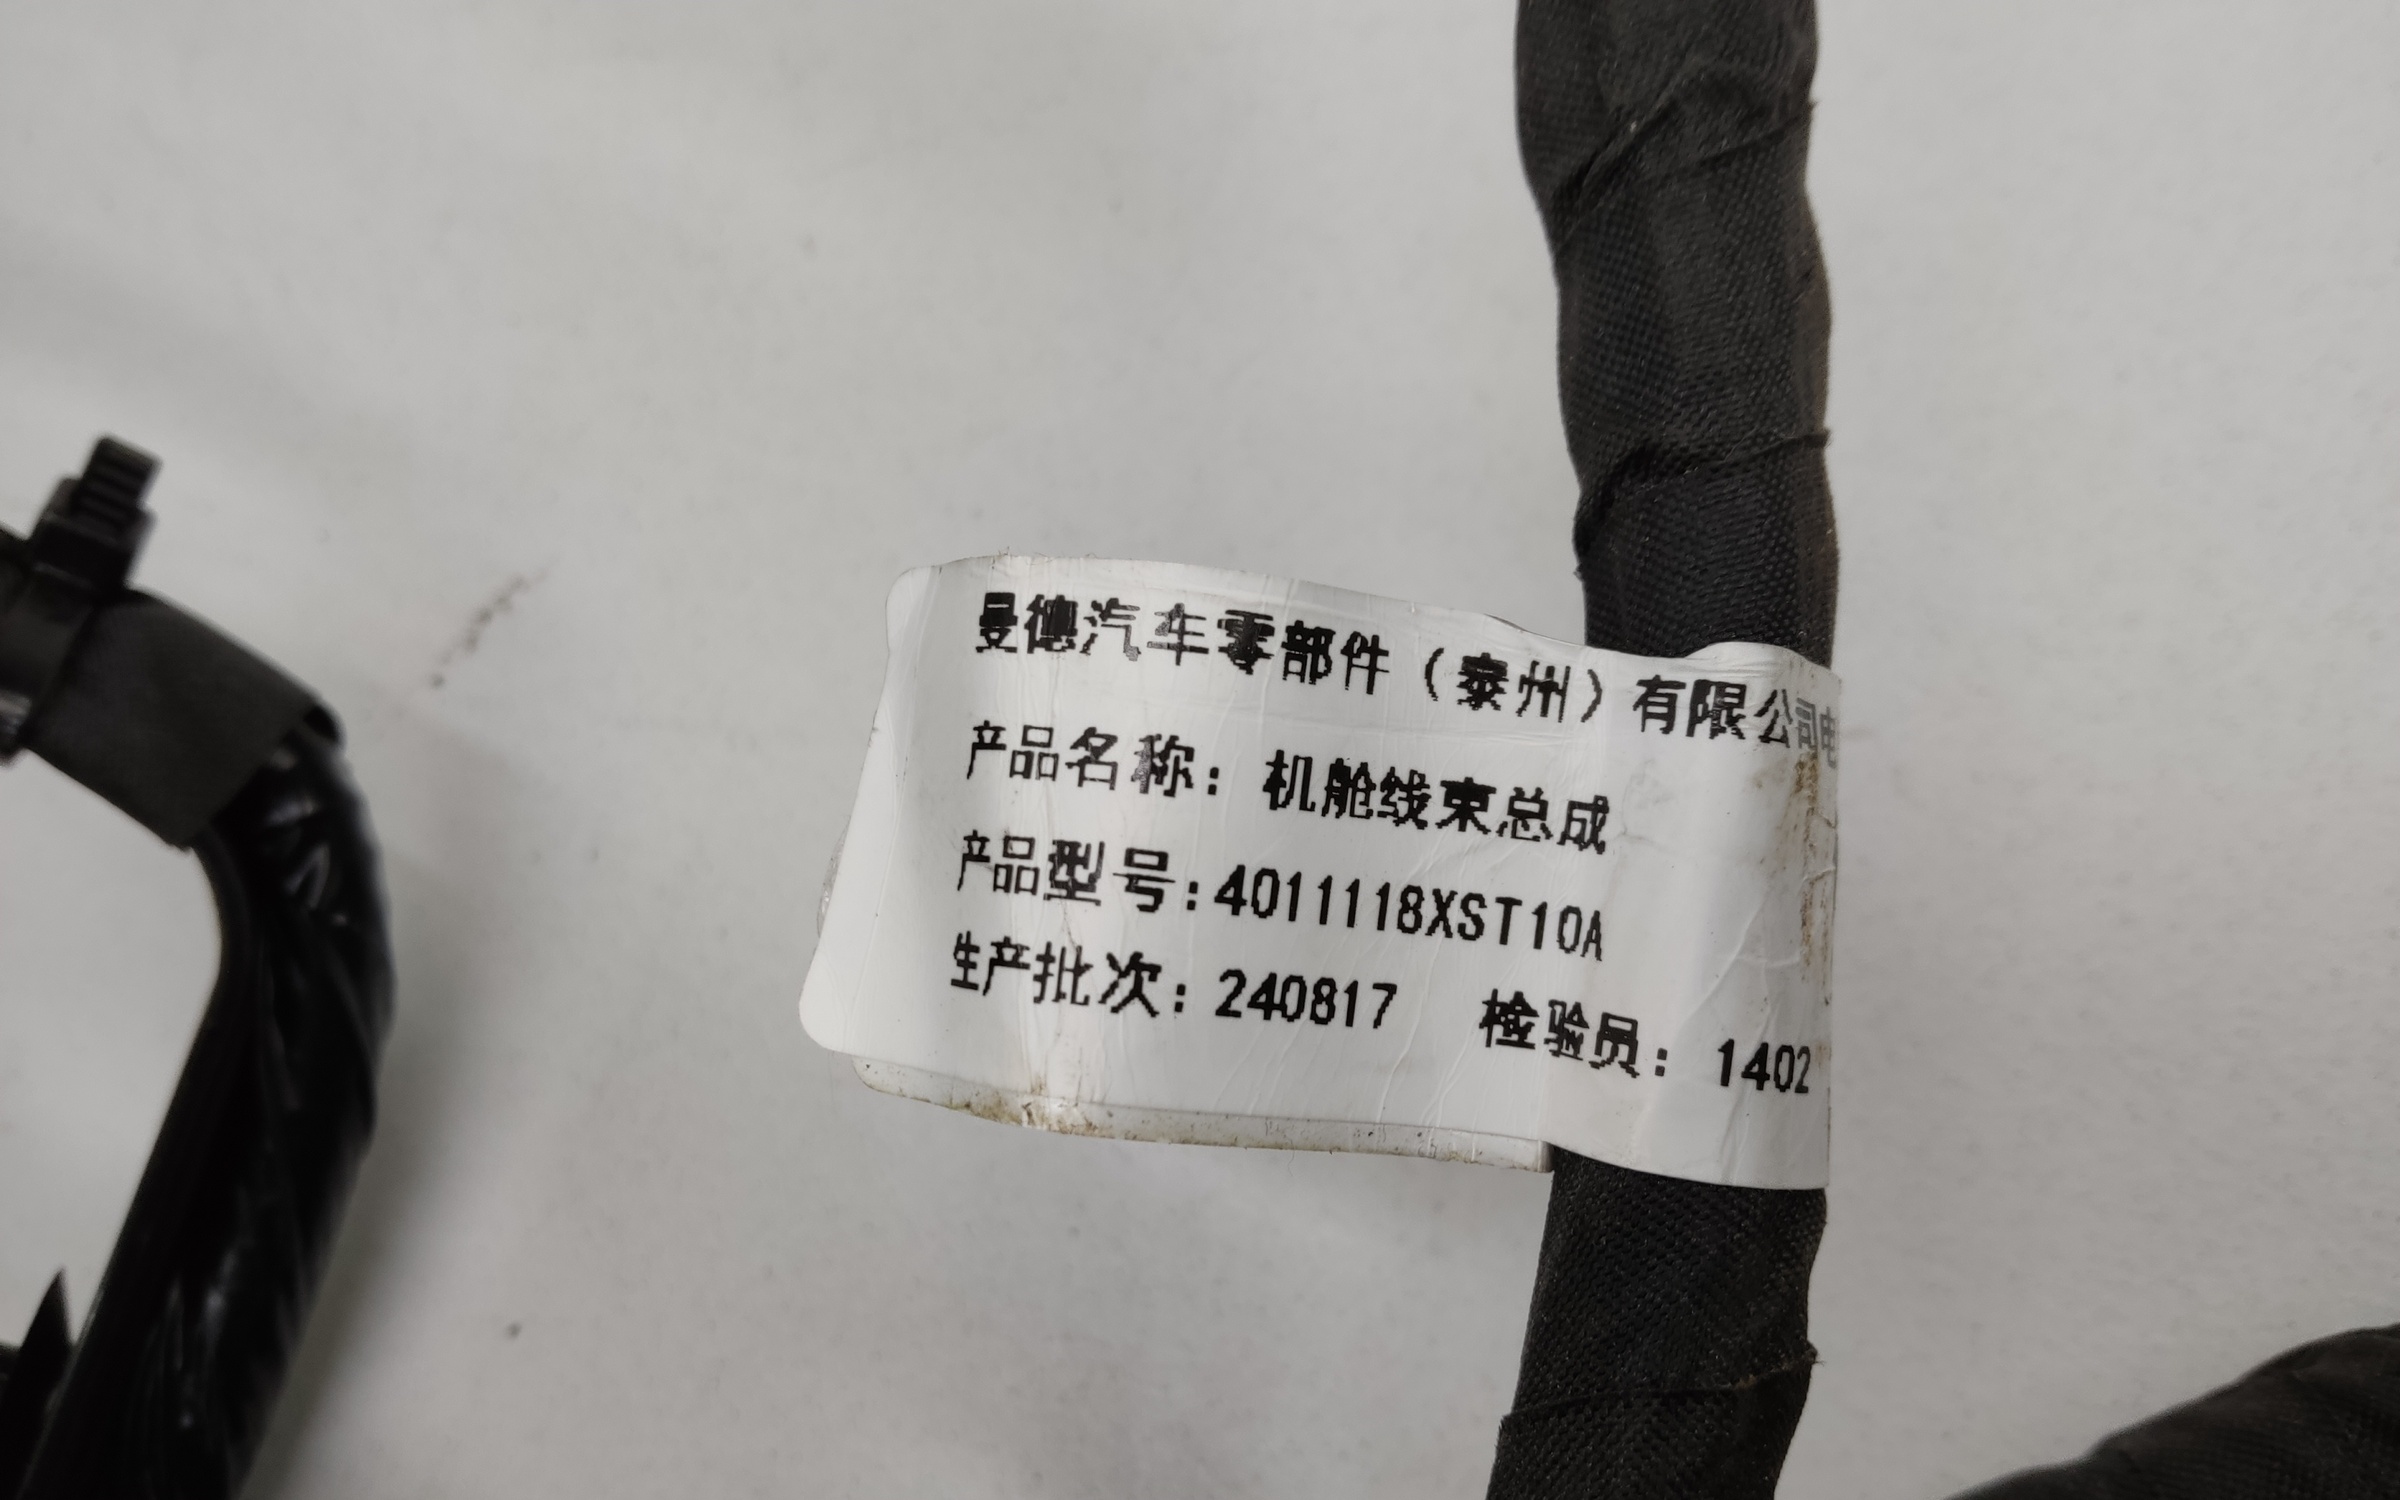 曼德汽车零部件（泰州）有限公司电
产品名称：机舱线束总成
产品型号:4011118XST10A
生产批次：240817 检验员：1402